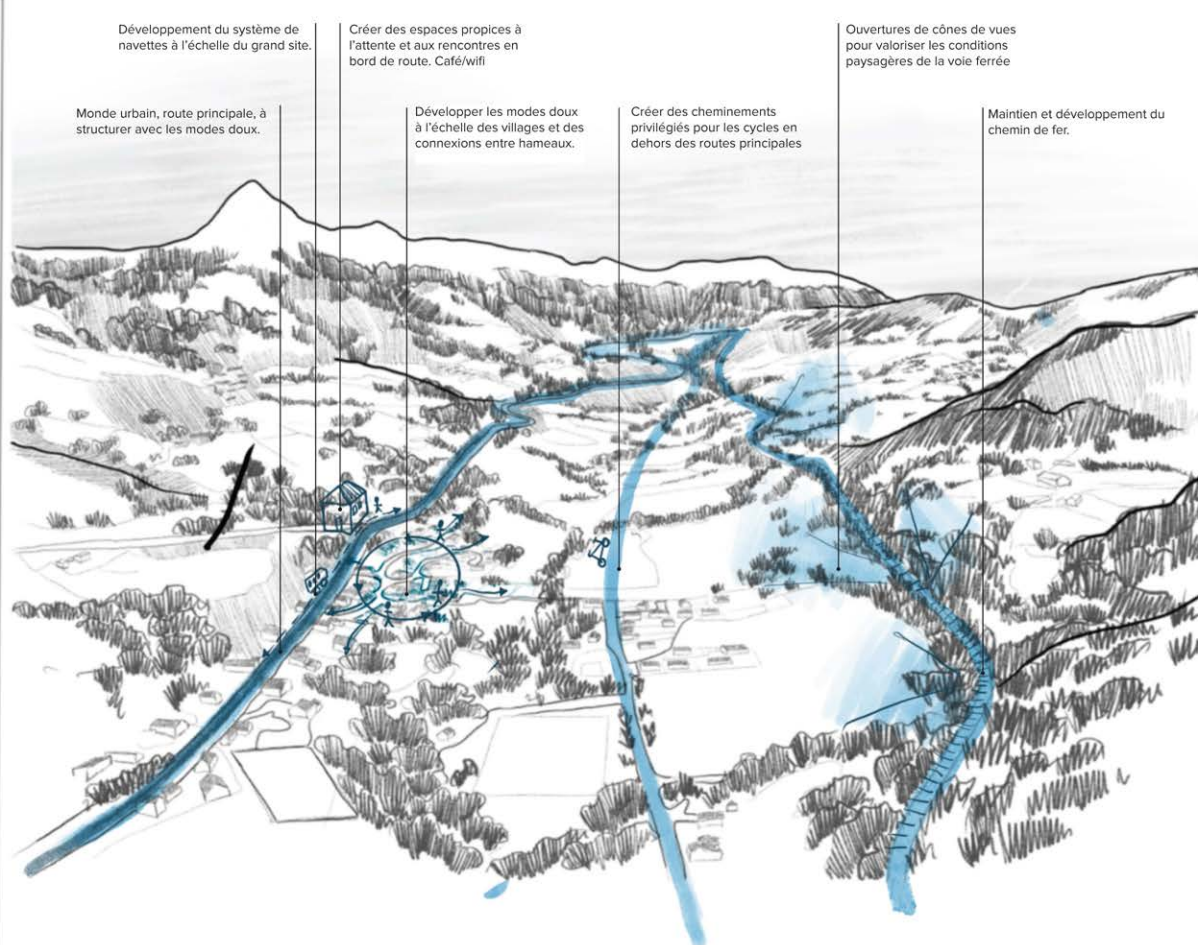 Développement du système de
navettes à l'échelle du grand site.
Créer des espaces propices à
l'attente et aux rencontres en
bord de route. Café/wifi
Ouvertures de cônes de vues
pour valoriser les conditions
paysagères de la voie ferrée
Monde urbain, route principale, à
structurer avec les modes doux.
Développer les modes doux
à l'échelle des villages et des
connexions entre hameaux.
Créer des cheminements
privilégiés pour les cycles en
dehors des routes principales
Maintien et développement du
chemin de fer.